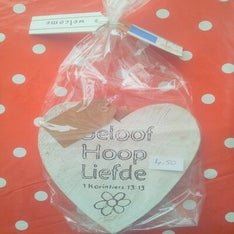 welcome
Geloof
Hoop
Liefde
1 Korintiers 13:13
4,50